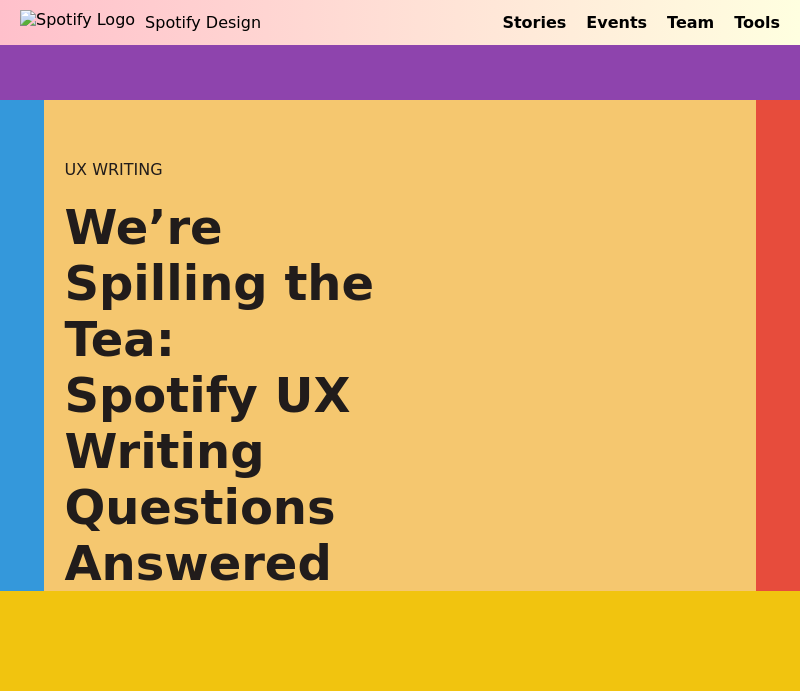 Spotify Logo Spotify Design Stories Events Team Tools
UX WRITING
We’re
Spilling the
Tea:
Spotify UX
Writing
Questions
Answered